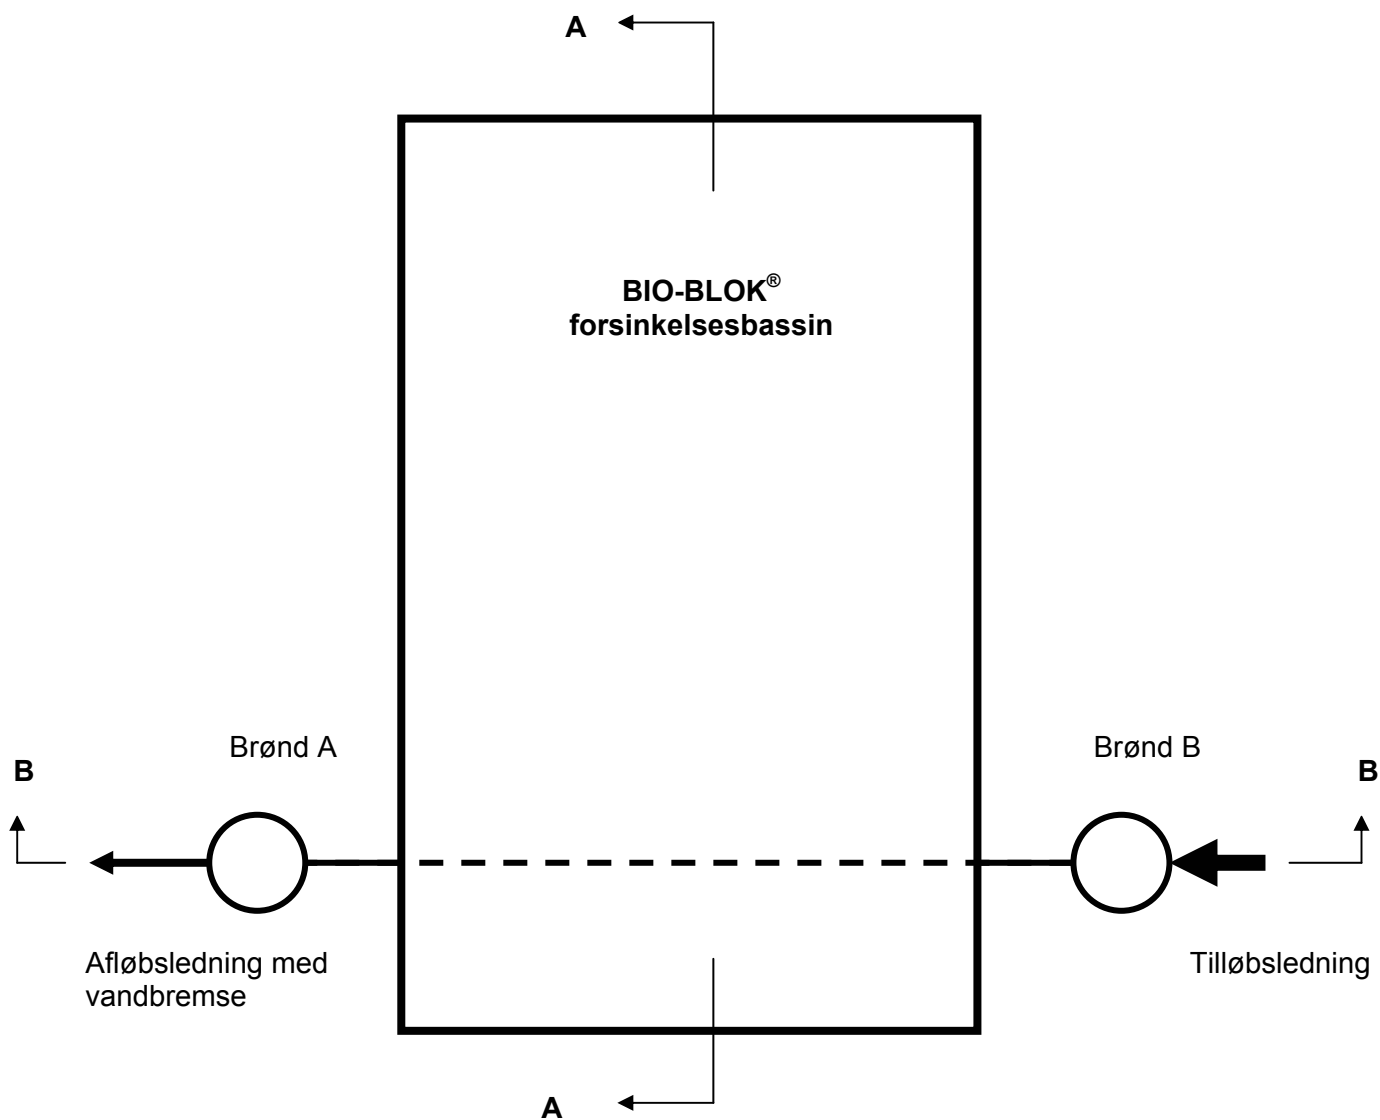 A
BIO-BLOK®
forsinkelsesbassin
Brønd A
Brønd B
B
B
Afløbsledning med
vandbremse
Tilløbsledning
A